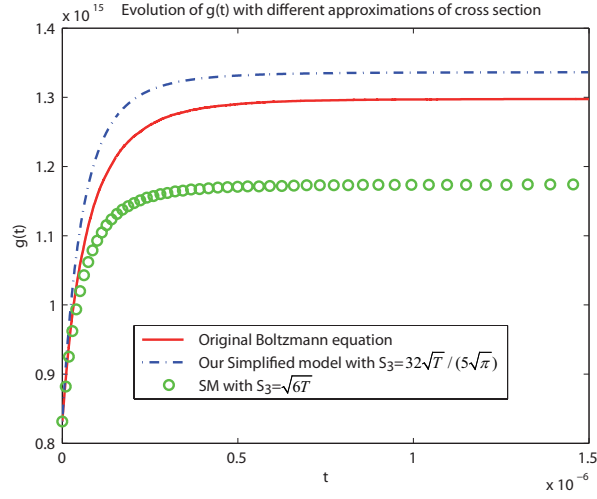 Evolution of g(t) with different approximations of cross section
x 10^15
1.4
1.3
1.2
1.1
1
0.9
0.8
g(t)
Original Boltzmann equation
Our Simplified model with S₃=32√T / (5√π)
SM with S₃=√6T
0
0.5
1
1.5
t
x 10^-6